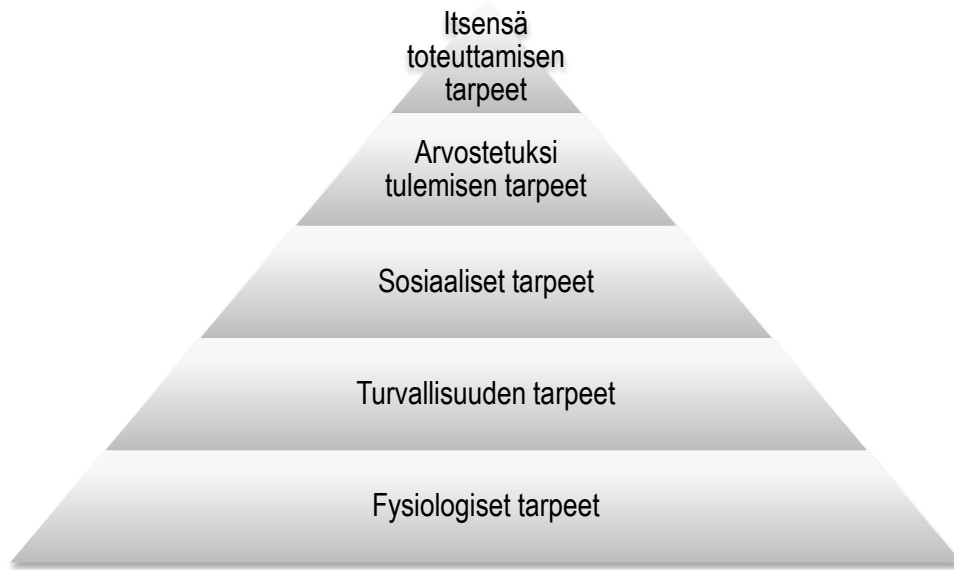 Itsensä
toteuttamisen
tarpeet
Arvostetuksi
tulemisen tarpeet
Sosiaaliset tarpeet
Turvallisuuden tarpeet
Fysiologiset tarpeet